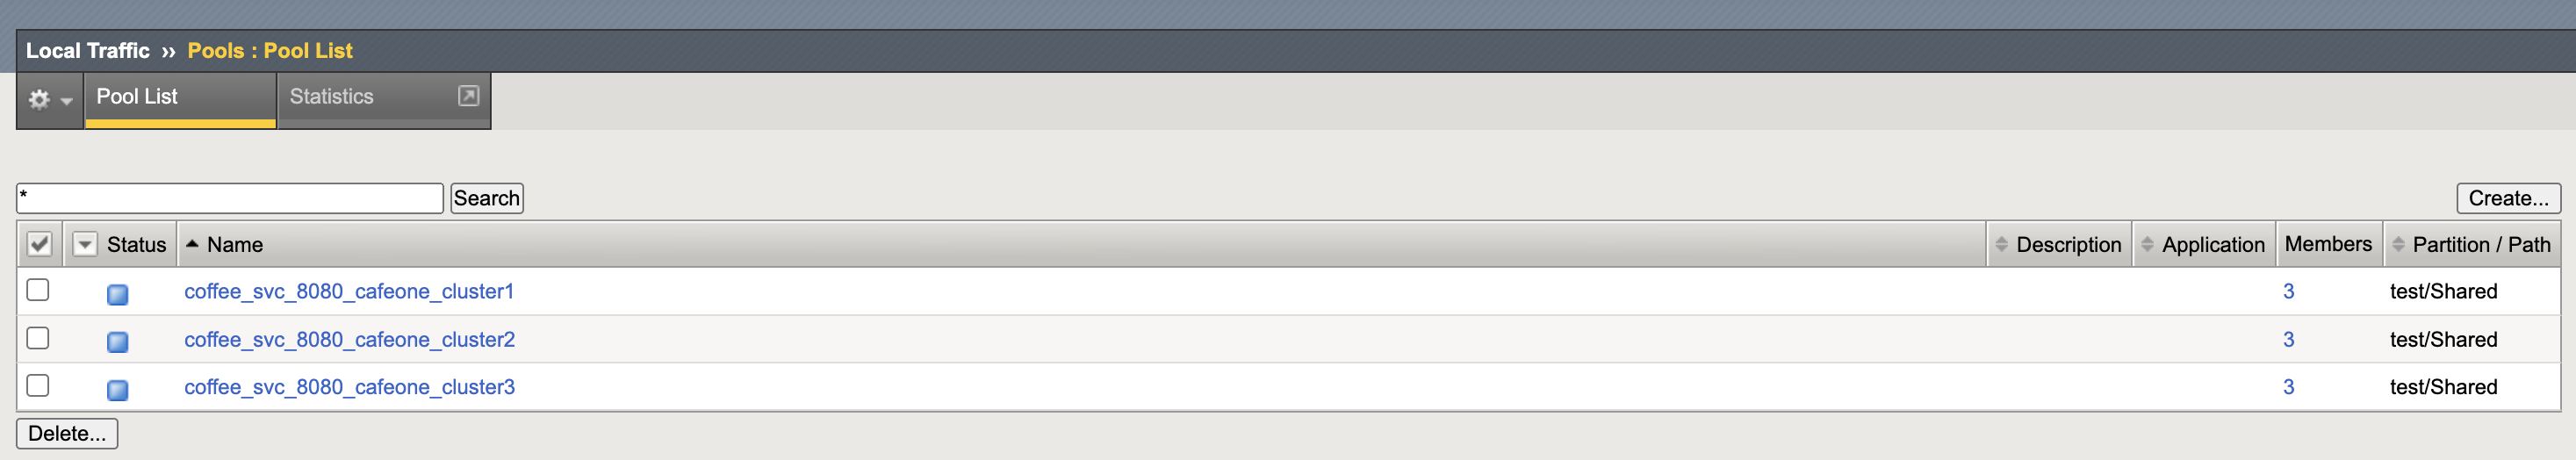 Local Traffic ›› Pools : Pool List
Pool List Statistics
* Search Create...
Status Name Description Application Members Partition / Path
coffee_svc_8080_cafeone_cluster1 3 test/Shared
coffee_svc_8080_cafeone_cluster2 3 test/Shared
coffee_svc_8080_cafeone_cluster3 3 test/Shared
Delete...